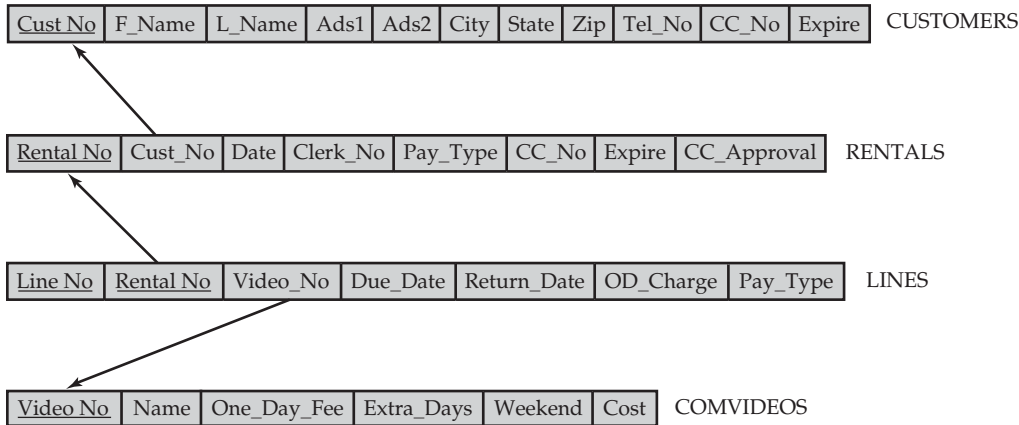 Cust No F_Name L_Name Ads1 Ads2 City State Zip Tel_No CC_No Expire CUSTOMERS
Rental No Cust_No Date Clerk_No Pay_Type CC_No Expire CC_Approval RENTALS
Line No Rental No Video_No Due_Date Return_Date OD_Charge Pay_Type LINES
Video No Name One_Day_Fee Extra_Days Weekend Cost COMVIDEOS